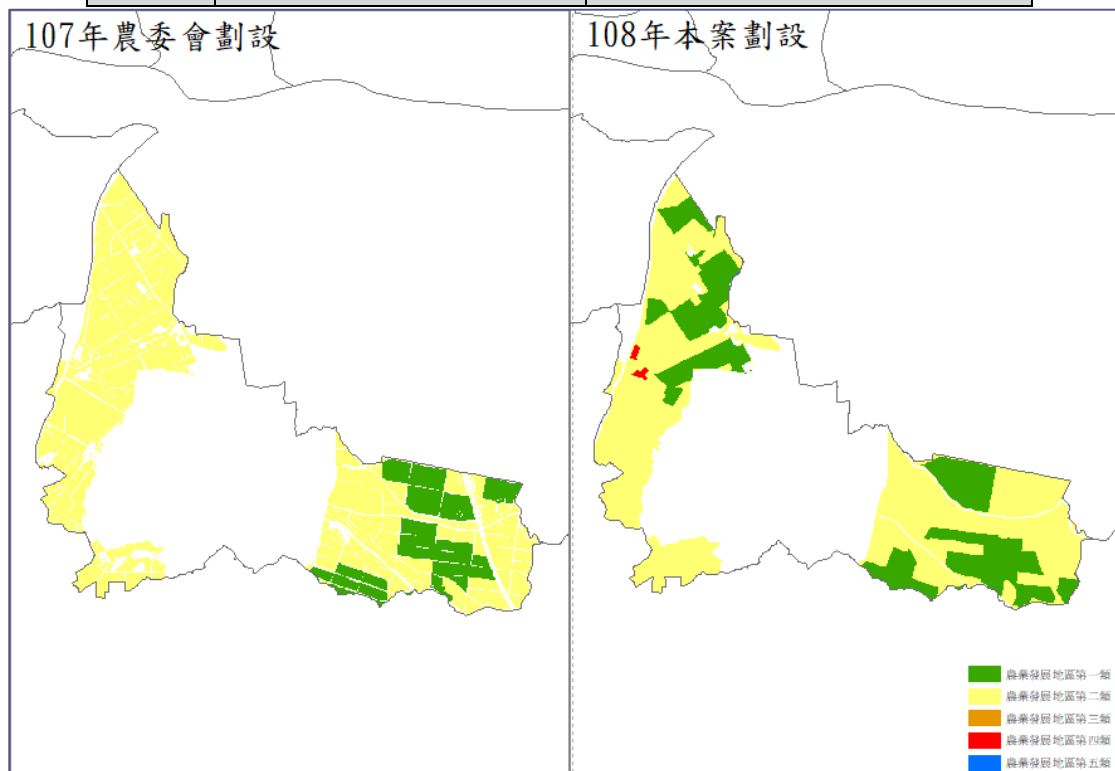 107年農委會劃設
108年本案劃設
農業發展地區第一類
農業發展地區第二類
農業發展地區第三類
農業發展地區第四類
農業發展地區第五類